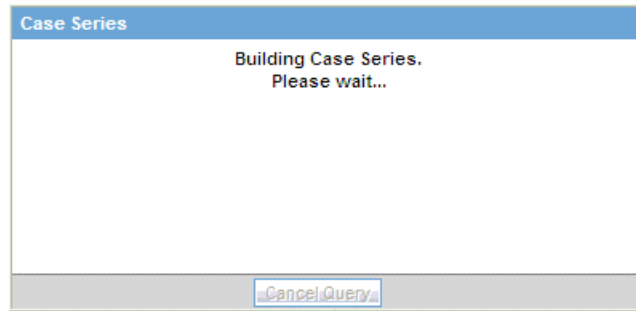 Case Series
Building Case Series.
Please wait...
Cancel Query